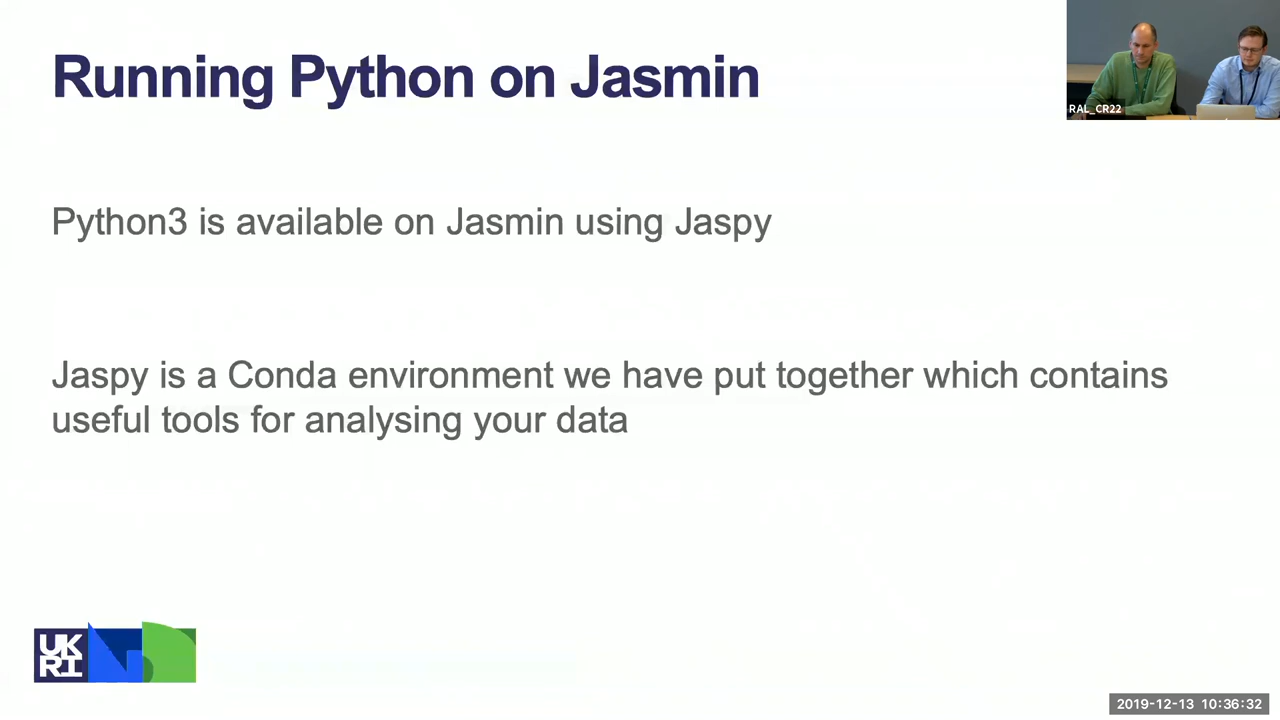 Running Python on Jasmin
RAL_CR22
Python3 is available on Jasmin using Jaspy
Jaspy is a Conda environment we have put together which contains
useful tools for analysing your data
UK
RI
2019-12-13 10:36:32